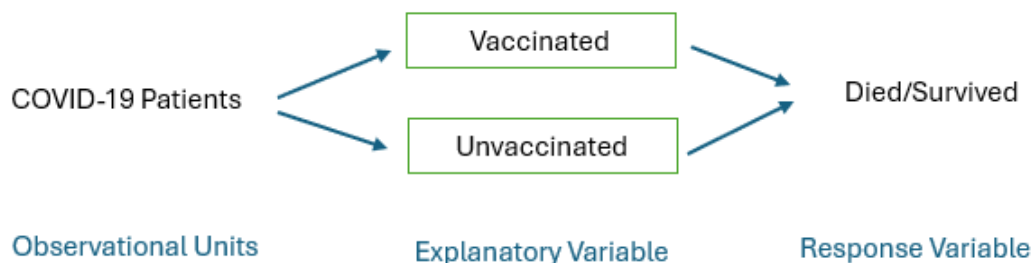 Vaccinated
COVID-19 Patients
Died/Survived
Unvaccinated
Observational Units
Explanatory Variable
Response Variable